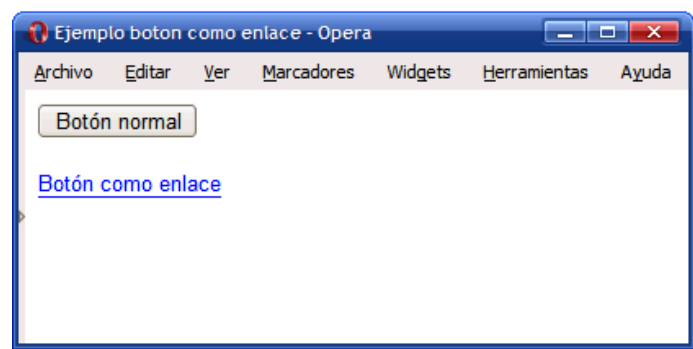 Ejemplo boton como enlace - Opera
Archivo Editar Ver Marcadores Widgets Herramientas Ayuda
Botón normal
Botón como enlace